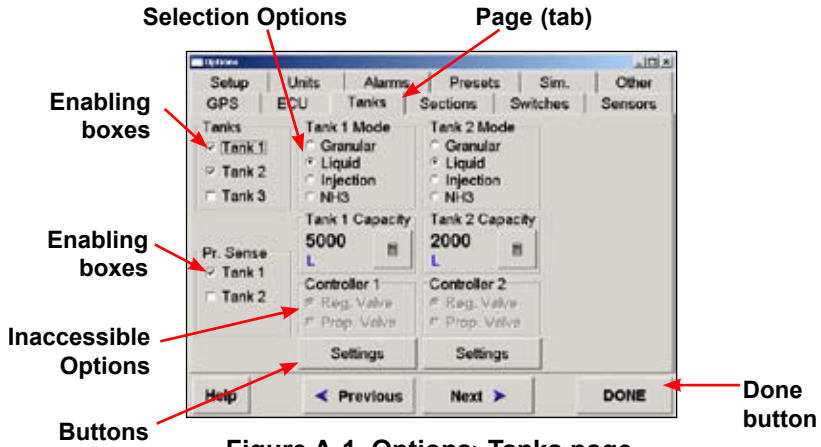 Selection Options Page (tab)
Options
Setup Units Alarms Presets Sim. Other
GPS ECU Tanks Sections Switches Sensors
Enabling
boxes
Tanks
Tank 1
Tank 2
Tank 3
Tank 1 Mode
Granular
Liquid
Injection
NH3
Tank 2 Mode
Granular
Liquid
Injection
NH3
Tank 1 Capacity
5000
L
Tank 2 Capacity
2000
L
Enabling
boxes
Pr. Sense
Tank 1
Tank 2
Controller 1
Reg. Valve
Prop. Valve
Controller 2
Reg. Valve
Prop. Valve
Inaccessible
Options
Settings Settings
Help Previous Next DONE
Done
button
Buttons
Figure A-1. Options>Tanks page